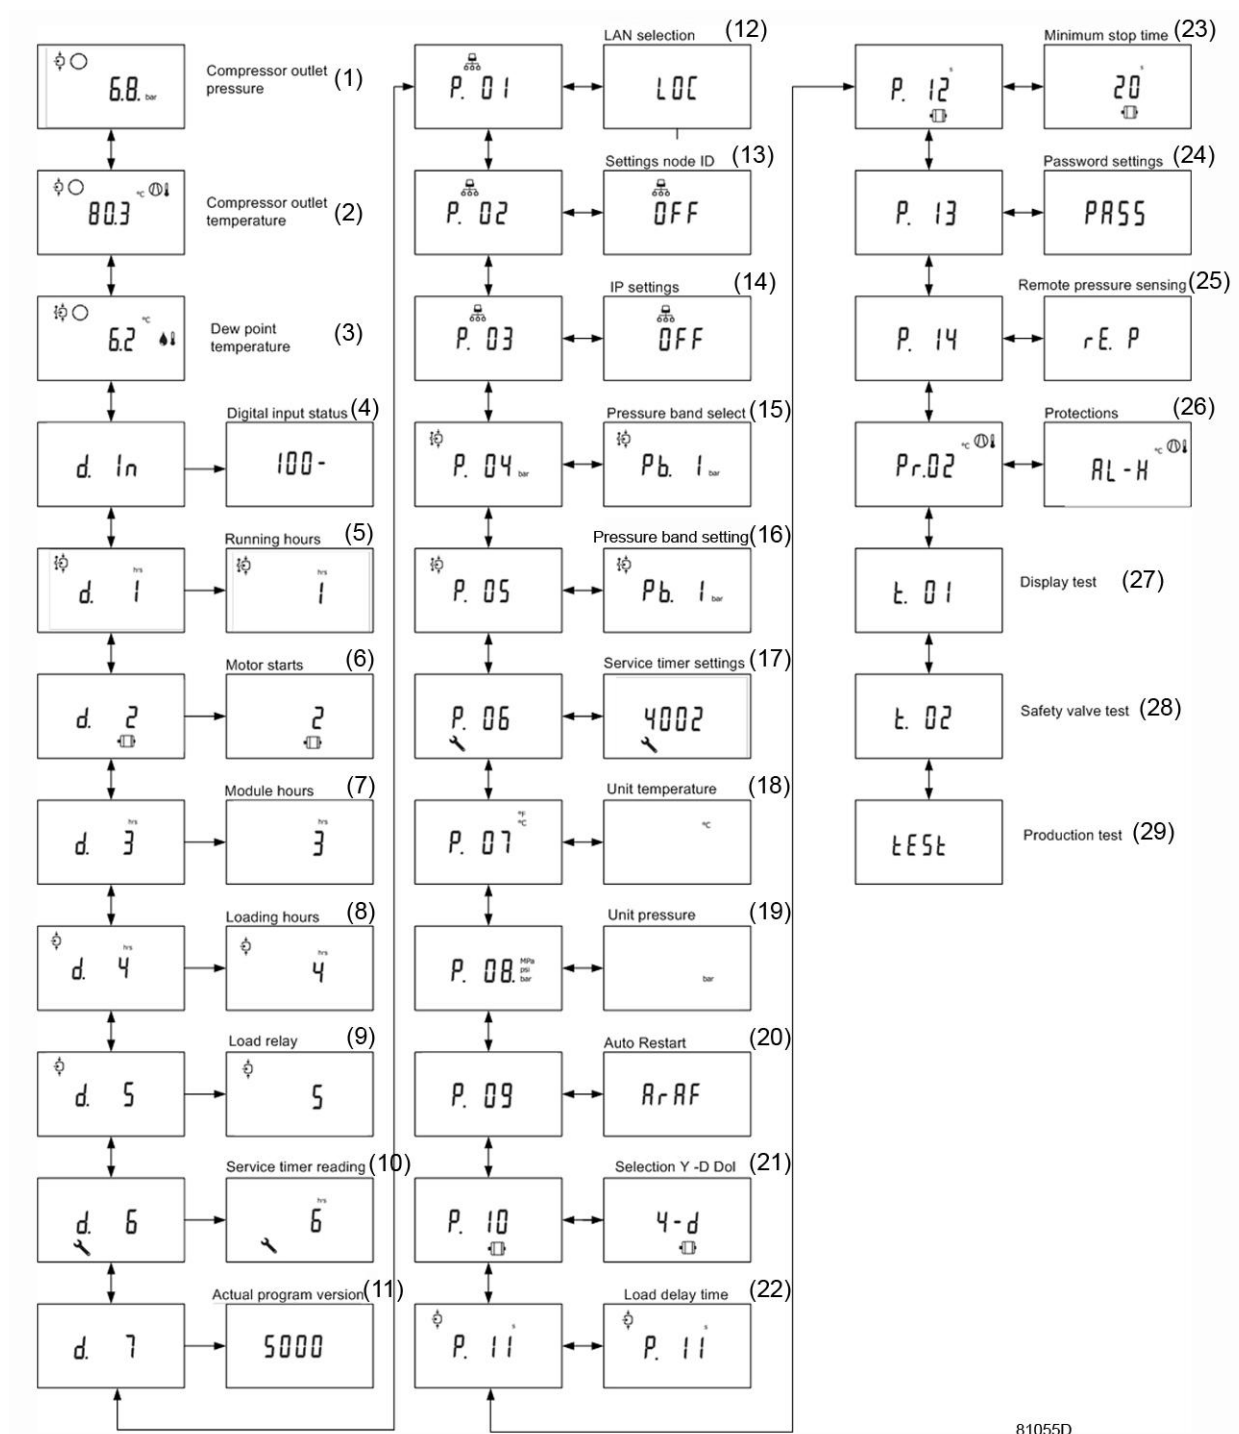 6.8. bar
Compressor outlet
pressure
(1)
°C
80.3
Compressor outlet
temperature
(2)
°C
6.2
Dew point
temperature
(3)
d. In
Digital input status (4)
100-
hrs
d. 1
Running hours (5)
hrs
1
d. 2
Motor starts (6)
2
hrs
d. 3
Module hours (7)
hrs
3
hrs
d. 4
Loading hours (8)
hrs
4
d. 5
Load relay (9)
5
d. 6
Service timer reading (10)
hrs
6
d. 7
Actual program version (11)
5000
P. 01
LAN selection (12)
LOC
P. 02
Settings node ID (13)
OFF
P. 03
IP settings (14)
OFF
P. 04 bar
Pressure band select (15)
Pb. 1 bar
P. 05
Pressure band setting (16)
Pb. 1 bar
P. 06
Service timer settings (17)
4002
°F
°C
P. 07
Unit temperature (18)
°C
P. 08.
MPa
psi
bar
Unit pressure (19)
bar
P. 09
Auto Restart (20)
ArAF
P. 10
Selection Y -D Dol (21)
Y-d
s
P. 11
Load delay time (22)
s
P. 11
s
P. 12
Minimum stop time (23)
s
20
P. 13
Password settings (24)
PASS
P. 14
Remote pressure sensing (25)
rE. P
°C
Pr.02
Protections (26)
°C
AL-H
t. 01
Display test (27)
t. 02
Safety valve test (28)
tESt
Production test (29)
81055D